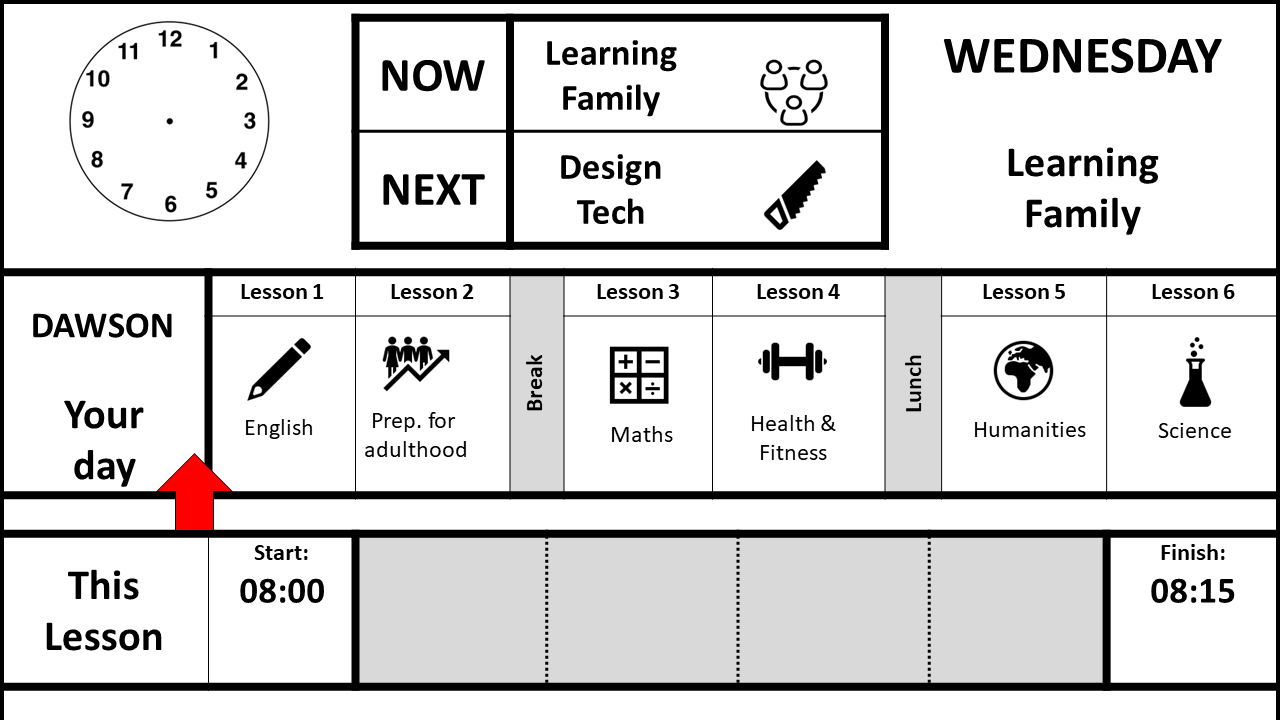 12
11
1
10
2
9
3
8
4
7
5
6
NOW
Learning
Family
NEXT
Design
Tech
WEDNESDAY
Learning
Family
DAWSON
Your
day
Lesson 1
English
Lesson 2
Prep. for
adulthood
Break
Lesson 3
Maths
Lesson 4
Health &
Fitness
Lunch
Lesson 5
Humanities
Lesson 6
Science
This
Lesson
Start:
08:00
Finish:
08:15